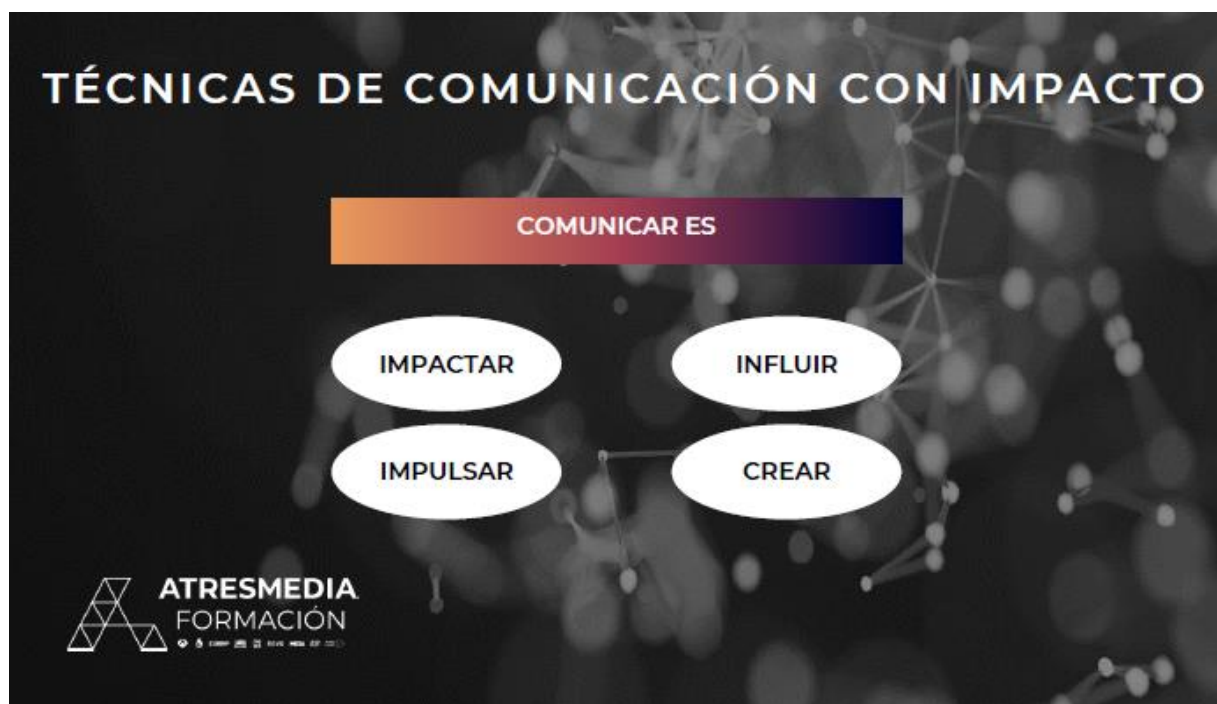 TÉCNICAS DE COMUNICACIÓN CON IMPACTO
COMUNICAR ES
IMPACTAR
INFLUIR
IMPULSAR
CREAR
ATRESMEDIA
FORMACIÓN